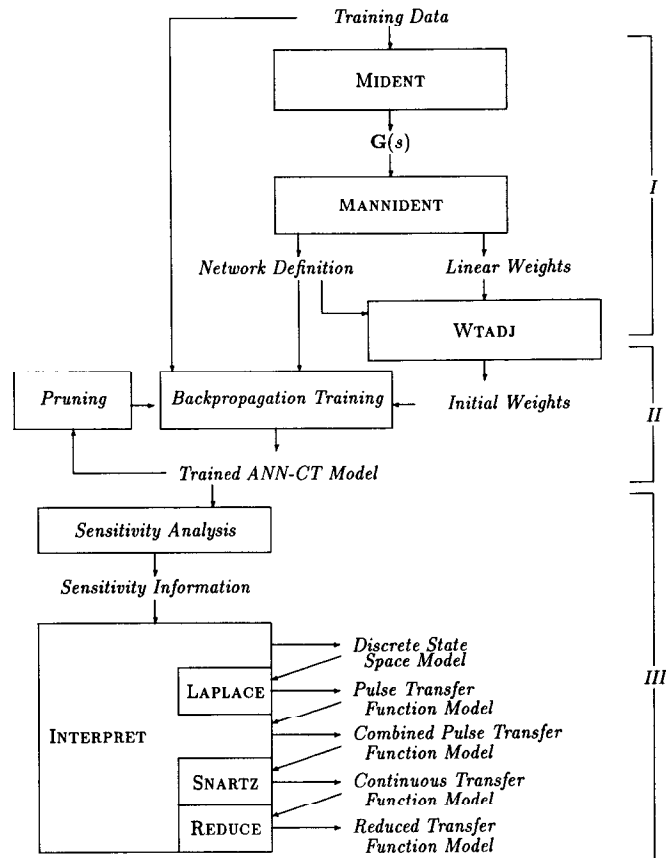 Training Data
MIDENT
G(s)
MANNIDENT
I
Network Definition
Linear Weights
WTADJ
Pruning
Backpropagation Training
Initial Weights
II
Trained ANN-CT Model
Sensitivity Analysis
Sensitivity Information
Discrete State
Space Model
LAPLACE
Pulse Transfer
Function Model
III
INTERPRET
Combined Pulse Transfer
Function Model
SNARTZ
Continuous Transfer
Function Model
REDUCE
Reduced Transfer
Function Model